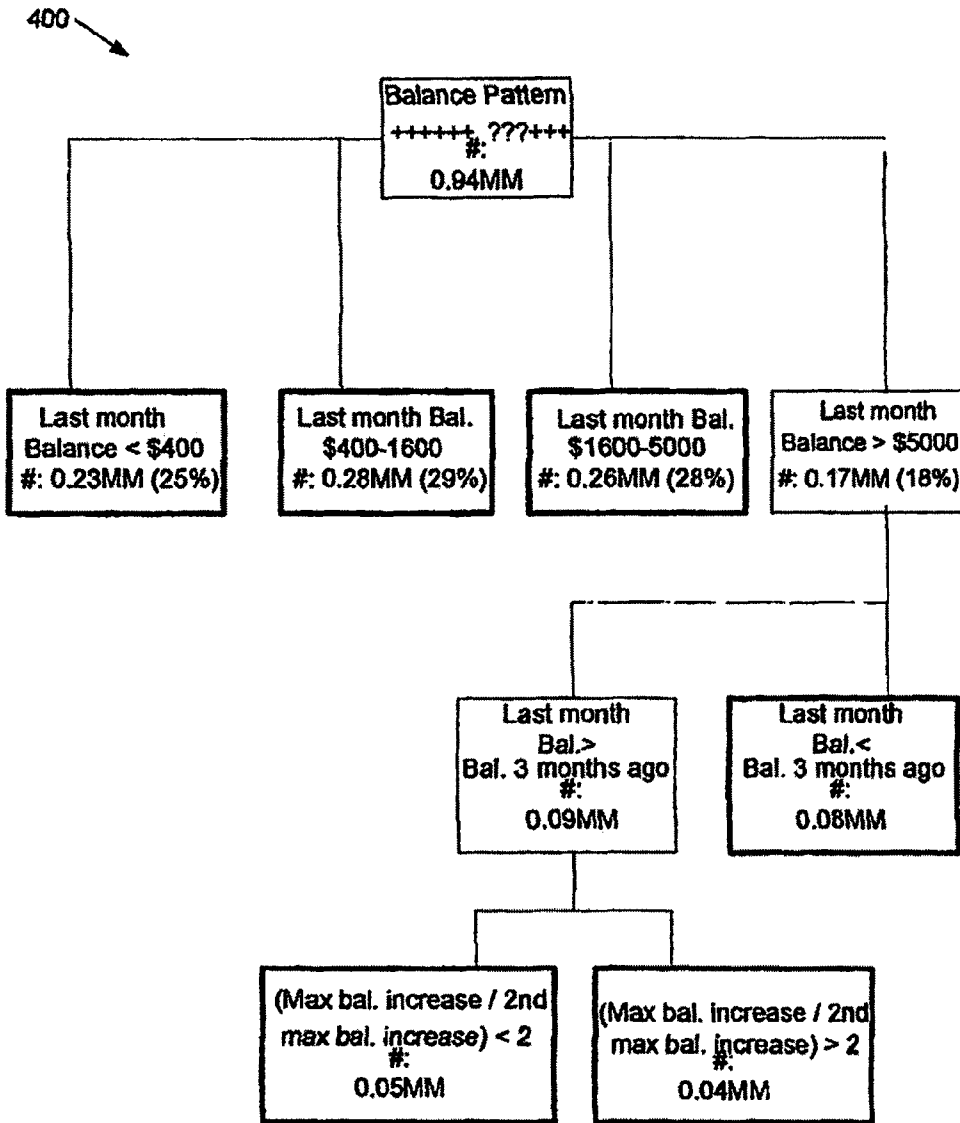 400
Balance Pattern
++++++ ???+++
#:
0.94MM
Last month
Balance < $400
#: 0.23MM (25%)
Last month Bal.
$400-1600
#: 0.28MM (29%)
Last month Bal.
$1600-5000
#: 0.26MM (28%)
Last month
Balance > $5000
#: 0.17MM (18%)
Last month
Bal.>
Bal. 3 months ago
#:
0.09MM
Last month
Bal.<
Bal. 3 months ago
#:
0.08MM
(Max bal. increase / 2nd
max bal. increase) < 2
#:
0.05MM
(Max bal. increase / 2nd
max bal. increase) > 2
#:
0.04MM